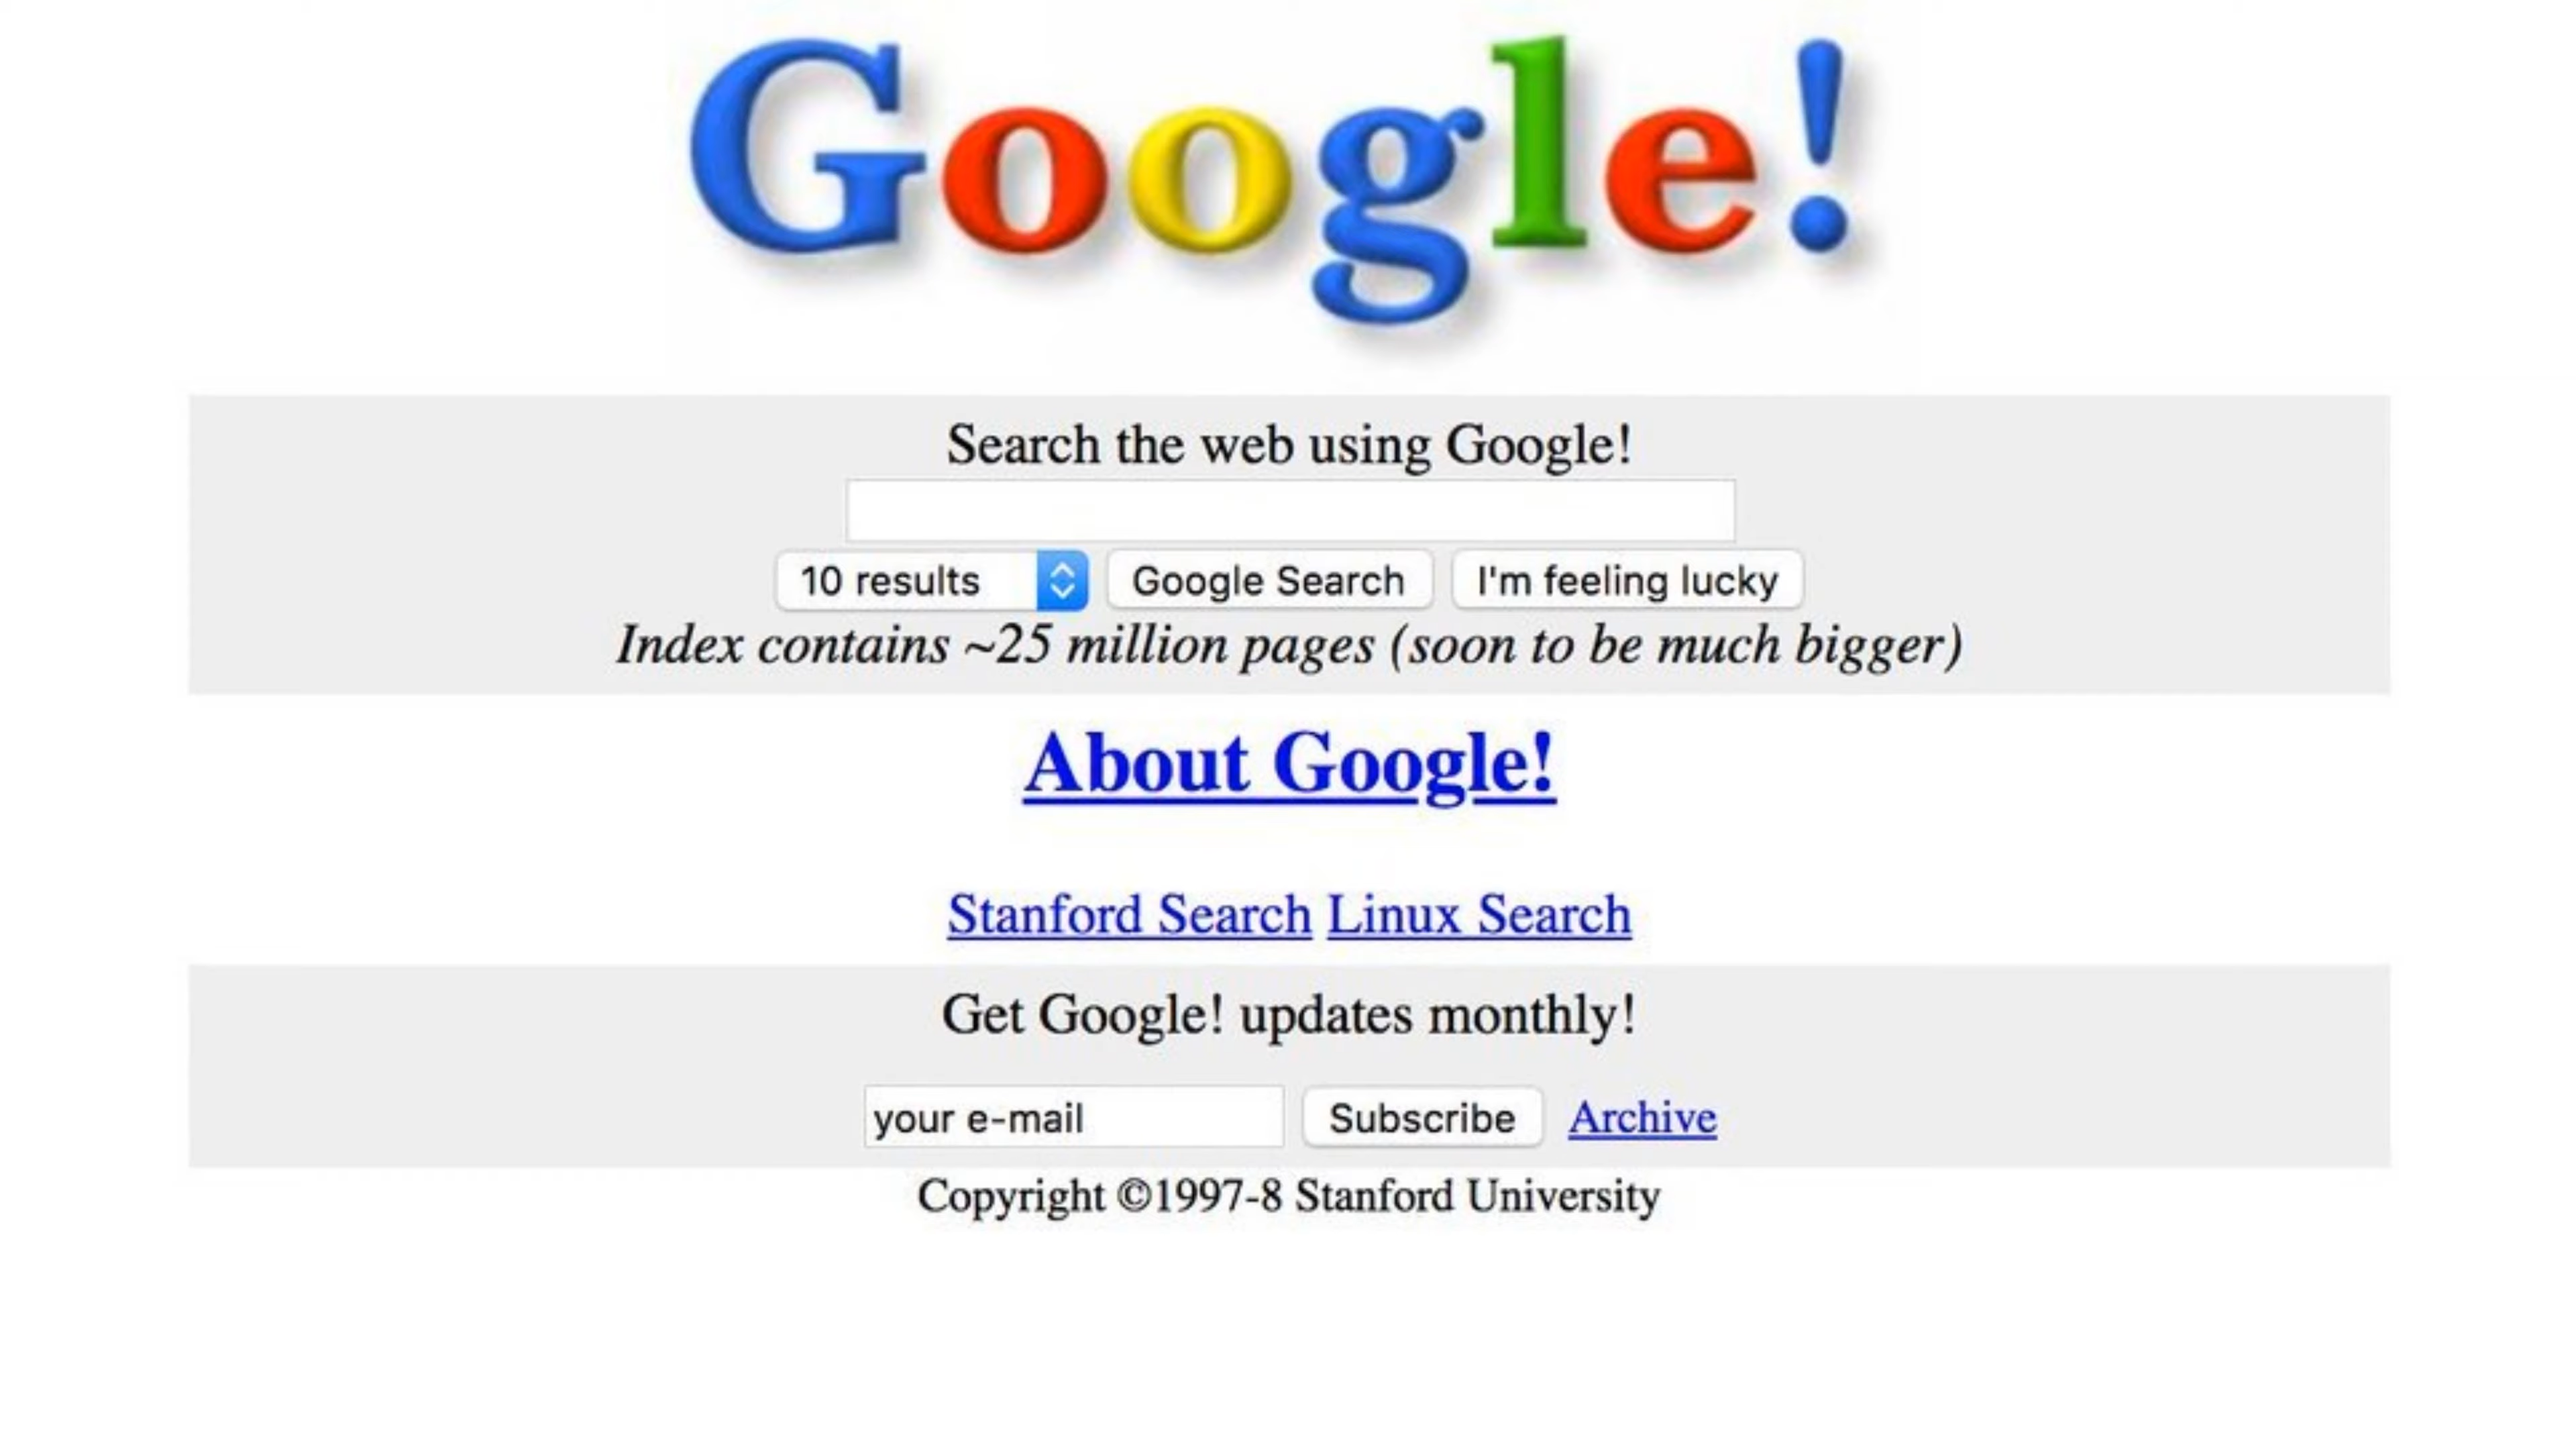 Google!
Search the web using Google!
10 results Google Search I'm feeling lucky
Index contains ~25 million pages (soon to be much bigger)
About Google!
Stanford Search Linux Search
Get Google! updates monthly!
your e-mail Subscribe Archive
Copyright ©1997-8 Stanford University